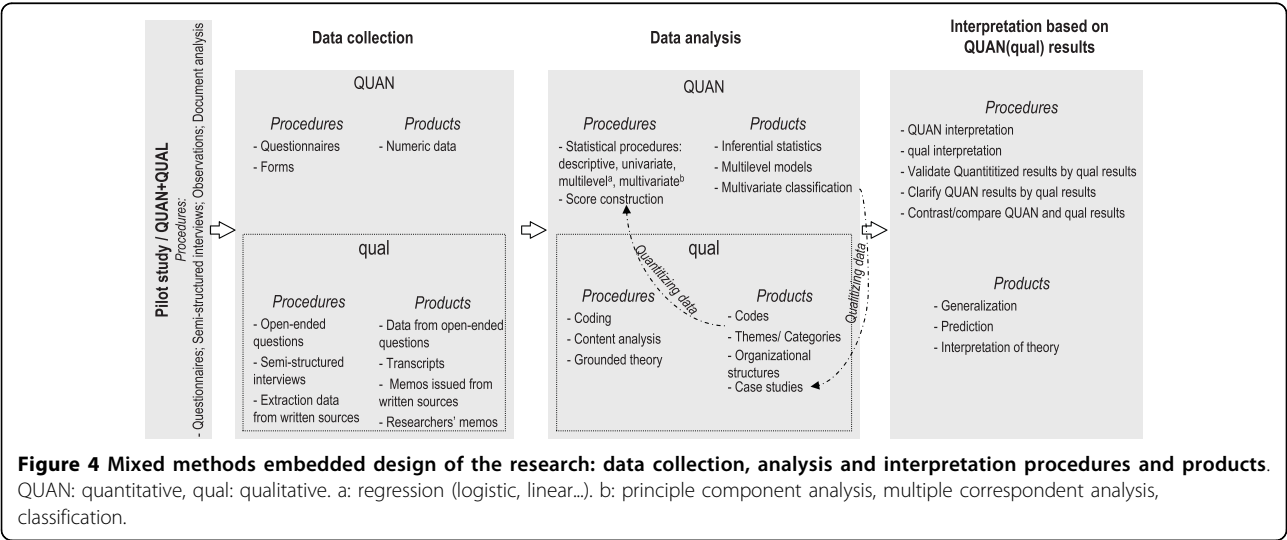 Pilot study / QUAN+QUAL
Procedures:
- Questionnaires; Semi-structured interviews; Observations; Document analysis
Data collection
QUAN
Procedures
- Questionnaires
- Forms
Products
- Numeric data
qual
Procedures
- Open-ended
questions
- Semi-structured
interviews
- Extraction data
from written sources
Products
- Data from open-ended
questions
- Transcripts
- Memos issued from
written sources
- Researchers' memos
Data analysis
QUAN
Procedures
- Statistical procedures:
descriptive, univariate,
multilevelᵃ, multivariateᵇ
- Score construction
Products
- Inferential statistics
- Multilevel models
- Multivariate classification
Quantitizing data
Qualitizing data
qual
Procedures
- Coding
- Content analysis
- Grounded theory
Products
- Codes
- Themes/ Categories
- Organizational
structures
- Case studies
Interpretation based on
QUAN(qual) results
Procedures
- QUAN interpretation
- qual interpretation
- Validate Quantitized results by qual results
- Clarify QUAN results by qual results
- Contrast/compare QUAN and qual results
Products
- Generalization
- Prediction
- Interpretation of theory
Figure 4 Mixed methods embedded design of the research: data collection, analysis and interpretation procedures and products.
QUAN: quantitative, qual: qualitative. a: regression (logistic, linear...). b: principle component analysis, multiple correspondent analysis,
classification.